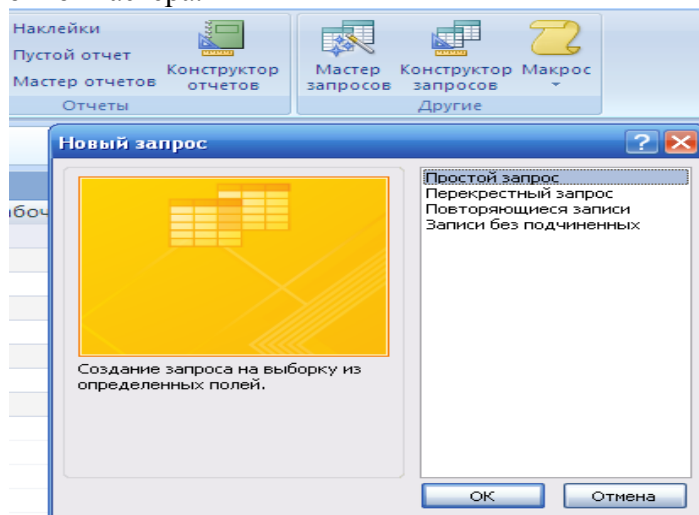 Наклейки
Пустой отчет
Мастер отчетов
Конструктор отчетов
Мастер запросов
Конструктор запросов
Макрос
Отчеты
Другие
Новый запрос
Простой запрос
Перекрестный запрос
Повторяющиеся записи
Записи без подчиненных
Создание запроса на выборку из
определенных полей.
ОК
Отмена